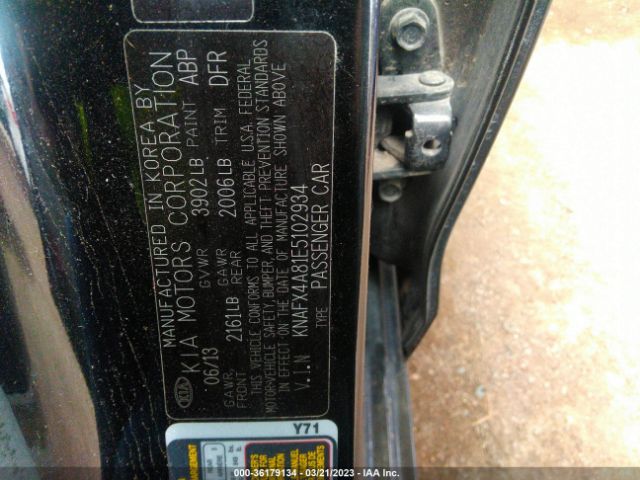 MANUFACTURED IN KOREA BY
KIA MOTORS CORPORATION
06/13 GVWR 3902LB PAINT ABP
GAWR FRONT 2161LB GAWR REAR 2006LB TRIM DFR
THIS VEHICLE CONFORMS TO ALL APPLICABLE U.S.A. FEDERAL
MOTOR-VEHICLE SAFETY, BUMPER, AND THEFT PREVENTION STANDARDS
IN EFFECT ON THE DATE OF MANUFACTURE SHOWN ABOVE
V.I.N KNAFX4A81E5102934
TYPE PASSENGER CAR
KIA
Y71
000-36179134 - 03/21/2023 - IAA Inc.